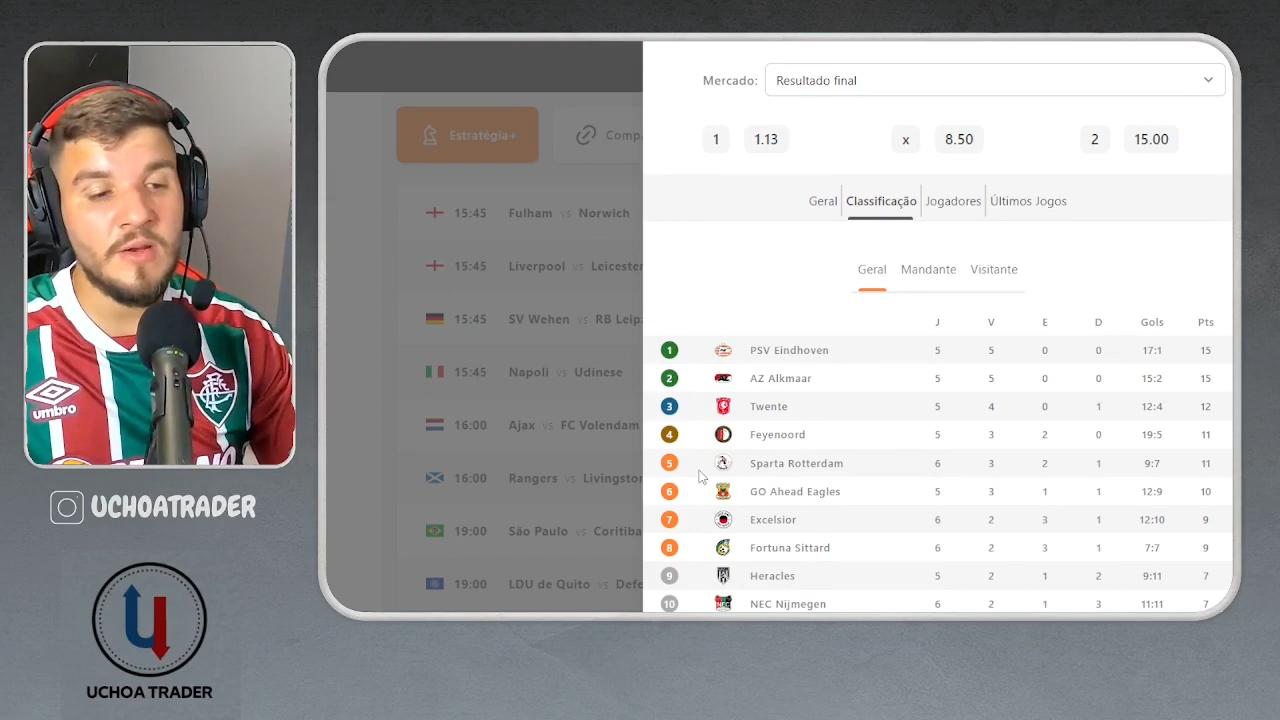 Mercado: Resultado final
1 1.13 x 8.50 2 15.00
Geral Classificação Jogadores Últimos Jogos
Geral Mandante Visitante
J V E D Gols Pts
1 PSV Eindhoven 5 5 0 0 17:1 15
2 AZ Alkmaar 5 5 0 0 15:2 15
3 Twente 5 4 0 1 12:4 12
4 Feyenoord 5 3 2 0 19:5 11
5 Sparta Rotterdam 6 3 2 1 9:7 11
6 GO Ahead Eagles 5 3 1 1 12:9 10
7 Excelsior 6 2 3 1 12:10 9
8 Fortuna Sittard 6 2 3 1 7:7 9
9 Heracles 5 2 1 2 9:11 7
10 NEC Nijmegen 6 2 1 3 11:11 7
Estratégia+ Compa
15:45 Fulham vs Norwich
15:45 Liverpool vs Leicester
15:45 SV Wehen vs RB Leip
15:45 Napoli vs Udinese
16:00 Ajax vs FC Volendam
16:00 Rangers vs Livingston
19:00 São Paulo vs Coritiba
19:00 LDU de Quito vs Defe
umbro
UCHOATRADER
U
UCHOA TRADER